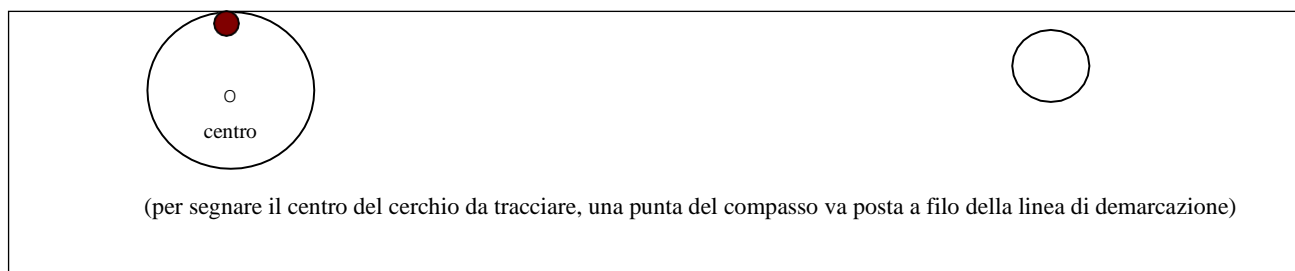 centro
(per segnare il centro del cerchio da tracciare, una punta del compasso va posta a filo della linea di demarcazione)